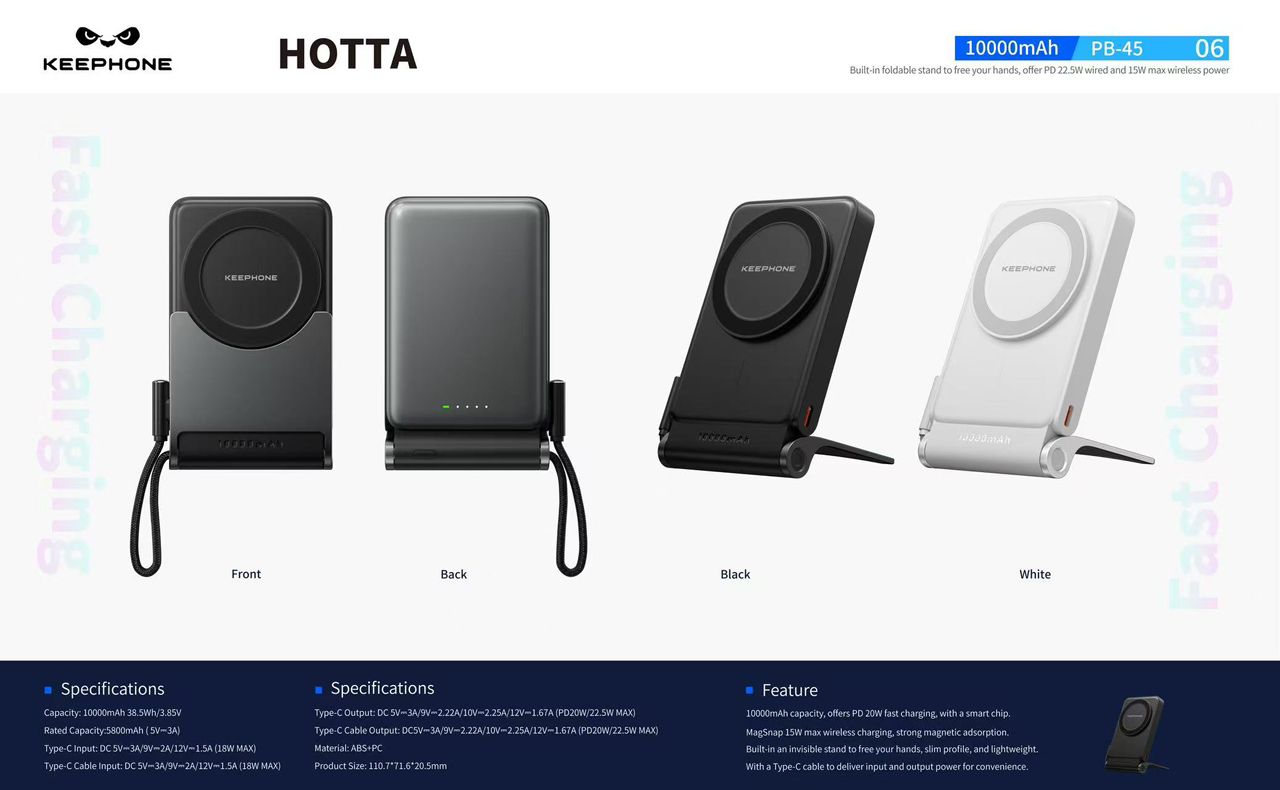 KEEPHONE
HOTTA
10000mAh PB-45 06
Built-in foldable stand to free your hands, offer PD 22.5W wired and 15W max wireless power
Fast Charging
Fast Charging
KEEPHONE
10000mAh
KEEPHONE
10000mAh
KEEPHONE
10000mAh
Front
Back
Black
White
Specifications
Capacity: 10000mAh 38.5Wh/3.85V
Rated Capacity:5800mAh ( 5V⎓3A)
Type-C Input: DC 5V⎓3A/9V⎓2A/12V⎓1.5A (18W MAX)
Type-C Cable Input: DC 5V⎓3A/9V⎓2A/12V⎓1.5A (18W MAX)
Specifications
Type-C Output: DC 5V⎓3A/9V⎓2.22A/10V⎓2.25A/12V⎓1.67A (PD20W/22.5W MAX)
Type-C Cable Output: DC5V⎓3A/9V⎓2.22A/10V⎓2.25A/12V⎓1.67A (PD20W/22.5W MAX)
Material: ABS+PC
Product Size: 110.7*71.6*20.5mm
Feature
10000mAh capacity, offers PD 20W fast charging, with a smart chip.
MagSnap 15W max wireless charging, strong magnetic adsorption.
Built-in an invisible stand to free your hands, slim profile, and lightweight.
With a Type-C cable to deliver input and output power for convenience.